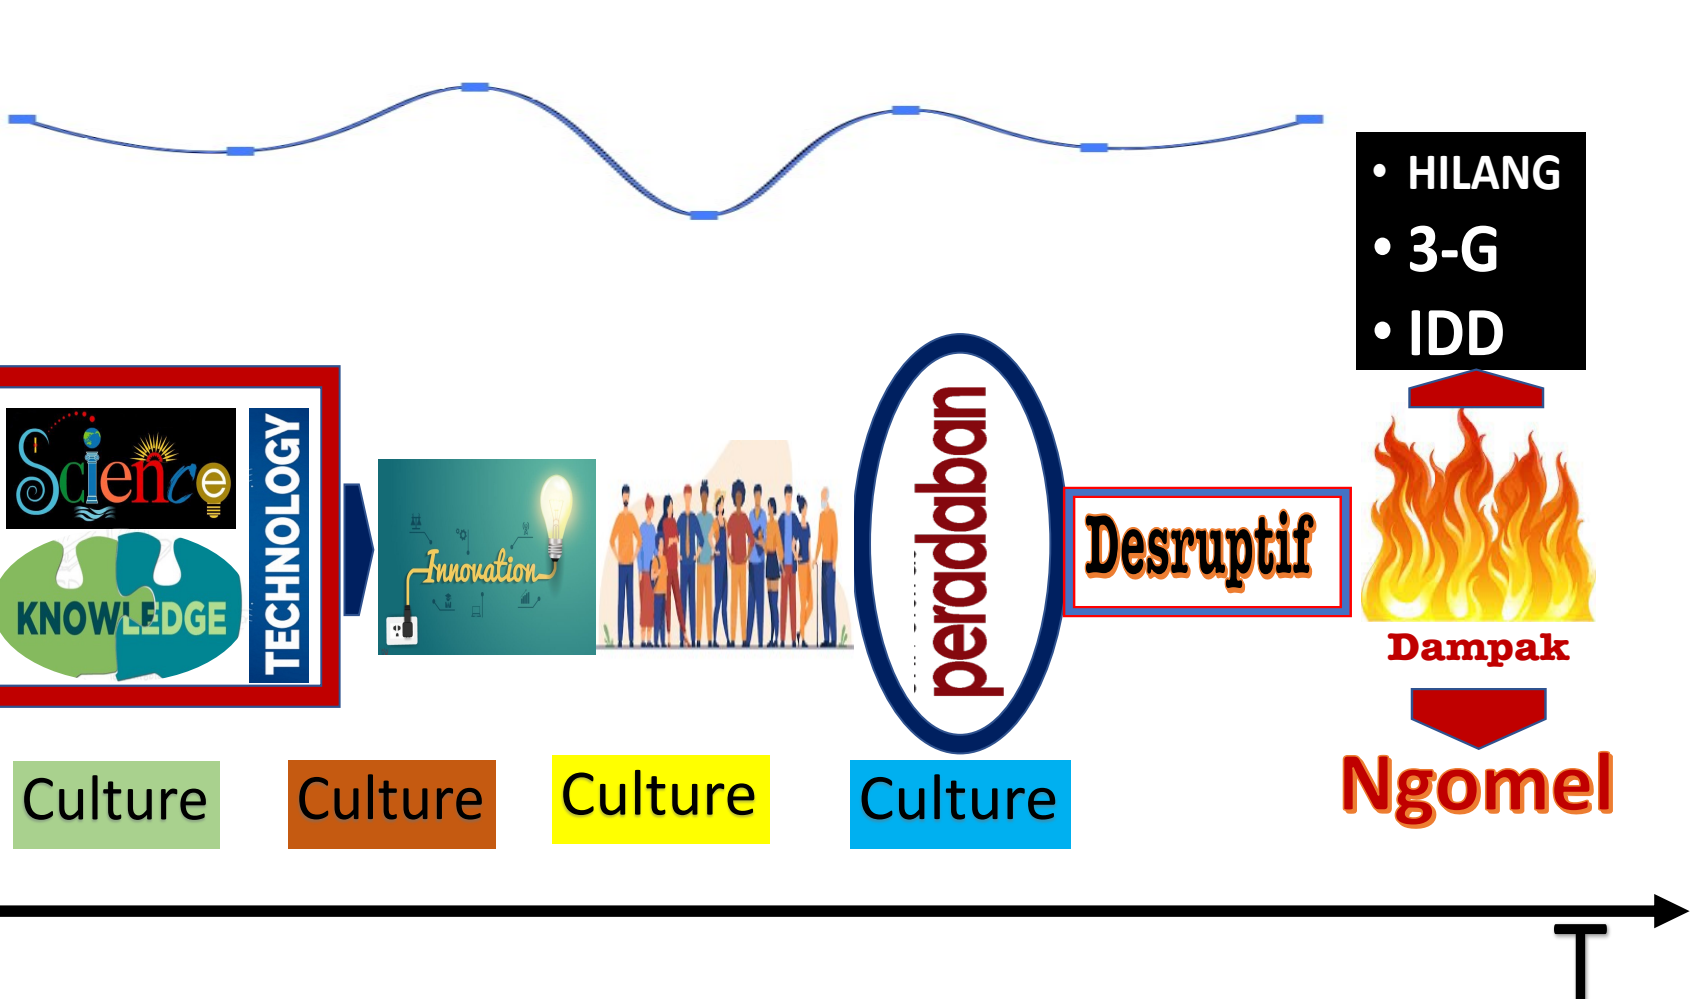 HILANG
3-G
IDD
Science
KNOWLEDGE
TECHNOLOGY
Innovation
peradaban
Desruptif
Dampak
Ngomel
Culture
Culture
Culture
Culture
T